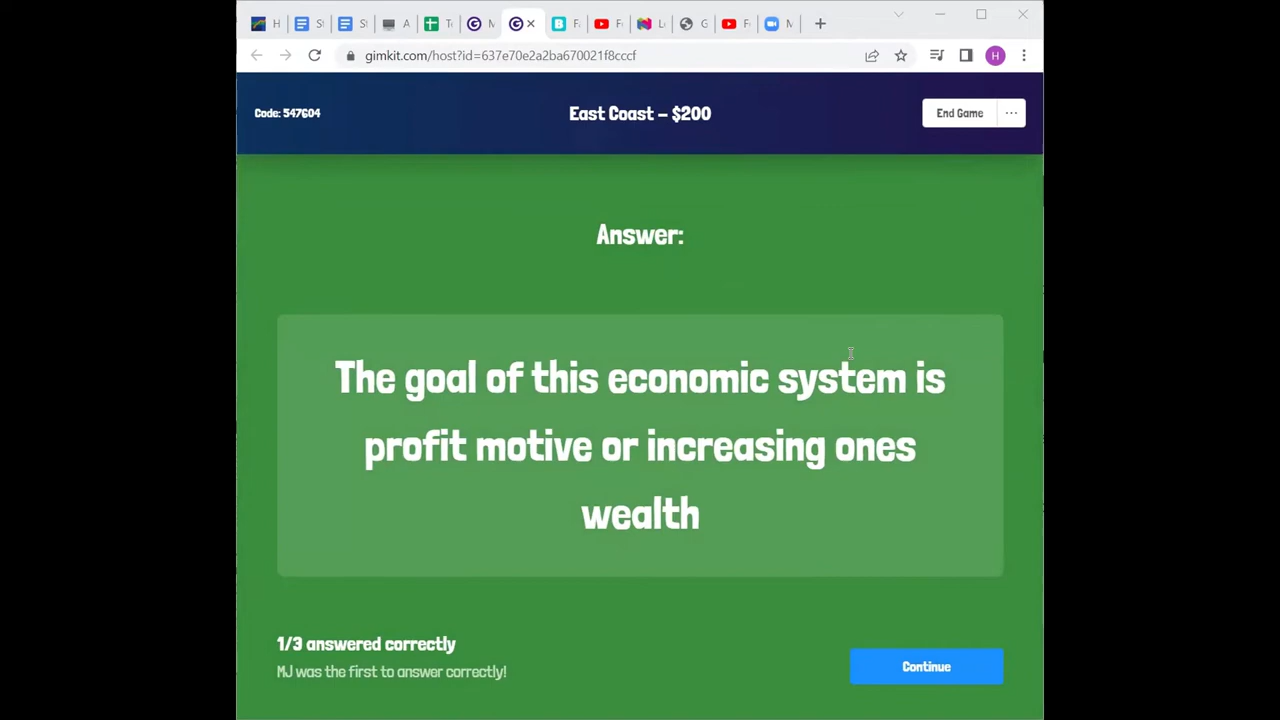 H
S
S
A
T
M
F
F
L
G
F
M
gimkit.com/host?id=637e70e2a2ba670021f8cccf
H
Code: 547604
East Coast – $200
End Game
...
Answer:
The goal of this economic system is
profit motive or increasing ones
wealth
1/3 answered correctly
MJ was the first to answer correctly!
Continue